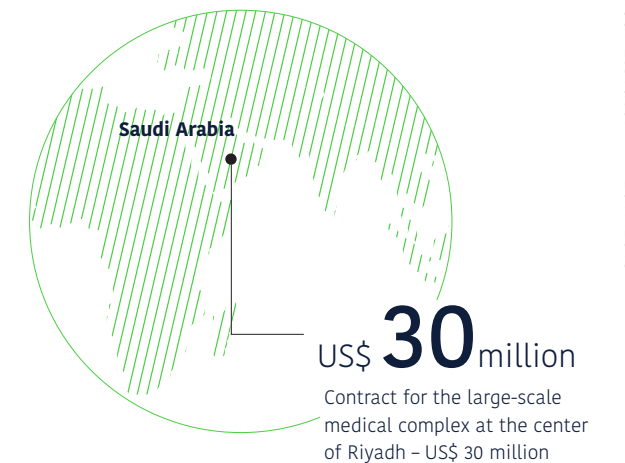 Saudi Arabia
US$ 30 million
Contract for the large-scale
medical complex at the center
of Riyadh – US$ 30 million